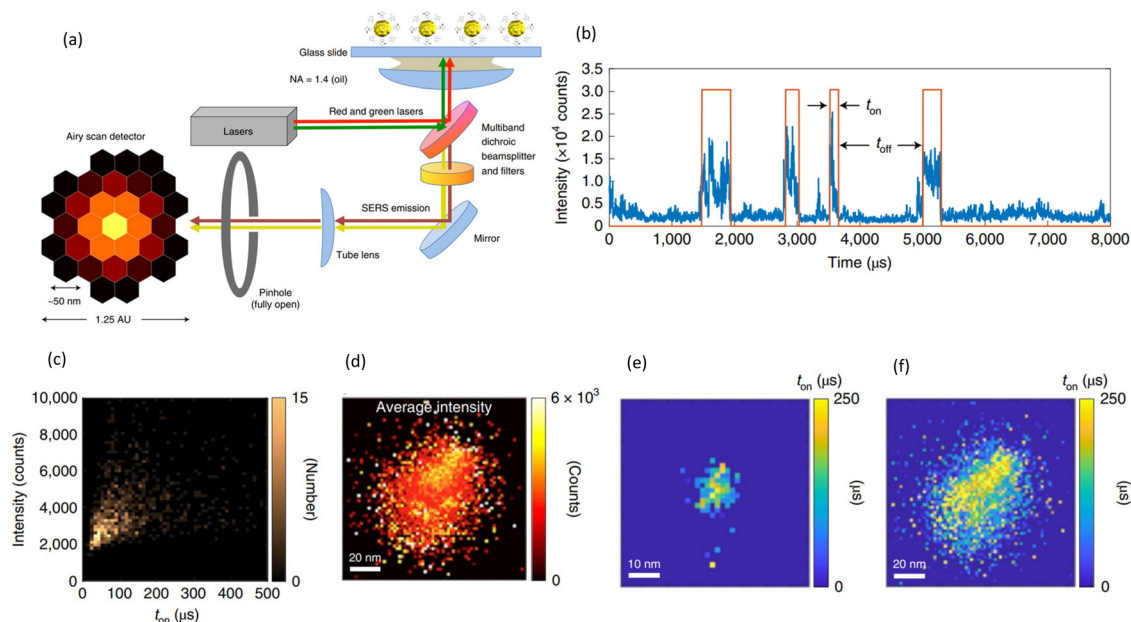 (a)
Glass slide
NA = 1.4 (oil)
Red and green lasers
Lasers
Multiband
dichroic
beamsplitter
and filters
Airy scan detector
SERS emission
Mirror
Tube lens
Pinhole
(fully open)
~50 nm
1.25 AU
(b)
Intensity (×10⁴ counts)
3.5
3.0
2.5
2.0
1.5
1.0
0.5
0
t_on
t_off
0 1,000 2,000 3,000 4,000 5,000 6,000 7,000 8,000
Time (μs)
(c)
Intensity (counts)
10,000
8,000
6,000
4,000
2,000
0
0 100 200 300 400 500
t_on (μs)
15
0
(Number)
(d)
Average intensity
20 nm
6 × 10³
0
(Counts)
(e)
t_on (μs)
250
0
(μs)
10 nm
(f)
t_on (μs)
250
0
(μs)
20 nm